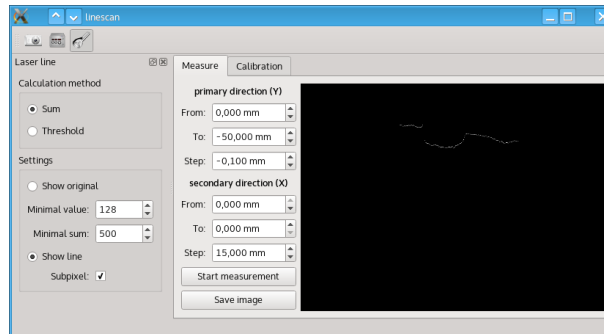 linescan
Laser line
Calculation method
Sum
Threshold
Settings
Show original
Minimal value: 128
Minimal sum: 500
Show line
Subpixel:
Measure Calibration
primary direction (Y)
From: 0,000 mm
To: -50,000 mm
Step: -0,100 mm
secondary direction (X)
From: 0,000 mm
To: 0,000 mm
Step: 15,000 mm
Start measurement
Save image